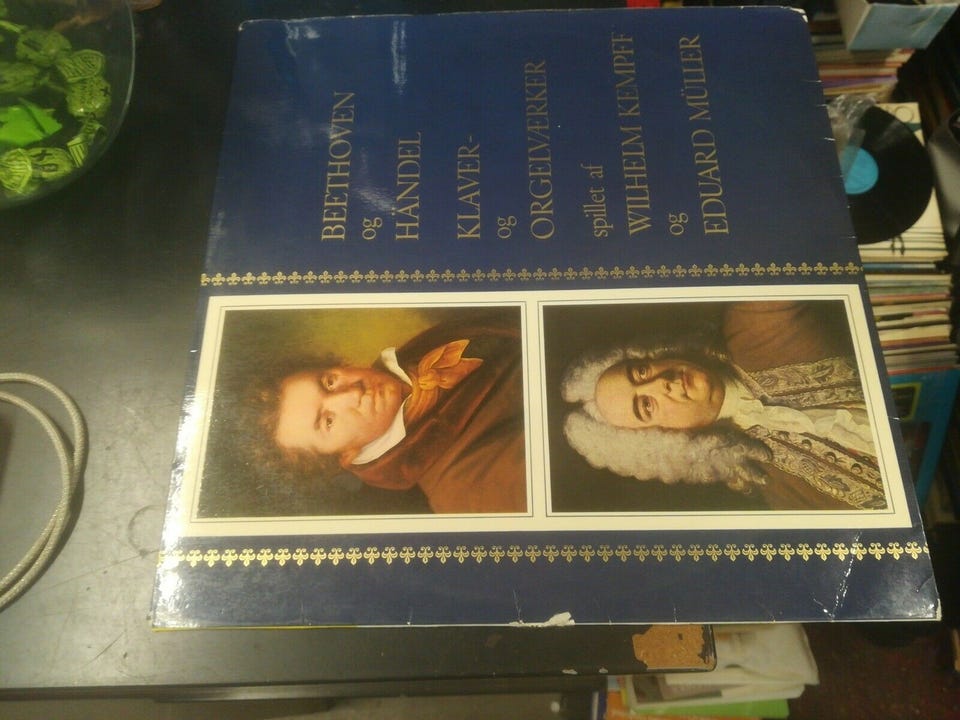 BEETHOVEN
og
HÄNDEL
KLAVER-
og
ORGELVÆRKER
spillet af
WILHELM KEMPFF
og
EDUARD MÜLLER